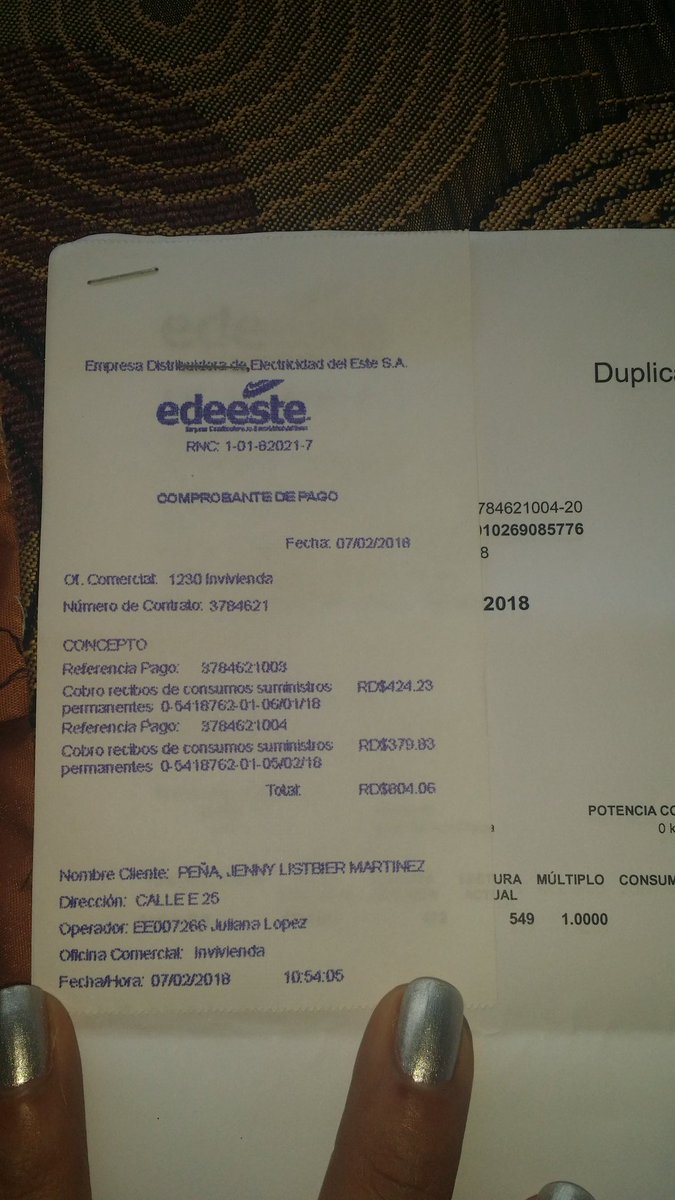 Empresa Distribuidora de Electricidad del Este S.A.
edeeste
RNC: 1-01-82021-7
COMPROBANTE DE PAGO
Fecha: 07/02/2018
Of. Comercial: 1230 Invivienda
Número de Contrato: 3784621
CONCEPTO
Referencia Pago: 3784621003
Cobro recibos de consumos suministros RD$424.23
permanentes 0-5418762-01-06/01/18
Referencia Pago: 3784621004
Cobro recibos de consumos suministros RD$379.83
permanentes 0-5418762-01-05/02/18
Total: RD$804.06
Nombre Cliente: PEÑA, JENNY LISTBIER MARTINEZ
Dirección: CALLE E 25
Operador: EE007266 Juliana Lopez
Oficina Comercial: Invivienda
Fecha/Hora: 07/02/2018 10:54:05
Duplica
784621004-20
10269085776
8
2018
POTENCIA CO
0 k
URA MÚLTIPLO CONSUM
UAL
549 1.0000